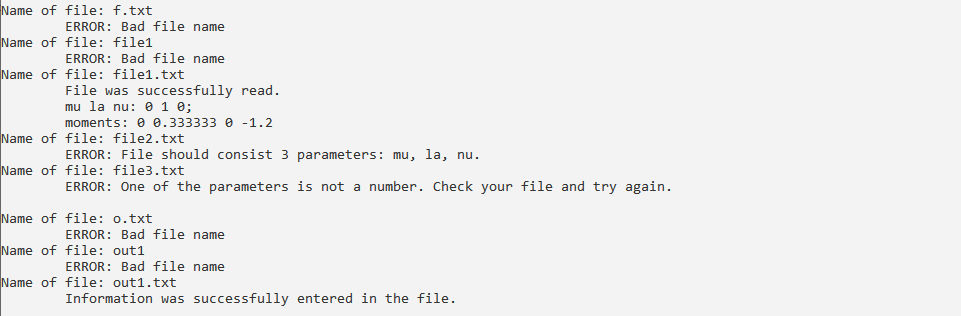 Name of file: f.txt
ERROR: Bad file name
Name of file: file1
ERROR: Bad file name
Name of file: file1.txt
File was successfully read.
mu la nu: 0 1 0;
moments: 0 0.333333 0 -1.2
Name of file: file2.txt
ERROR: File should consist 3 parameters: mu, la, nu.
Name of file: file3.txt
ERROR: One of the parameters is not a number. Check your file and try again.
Name of file: o.txt
ERROR: Bad file name
Name of file: out1
ERROR: Bad file name
Name of file: out1.txt
Information was successfully entered in the file.